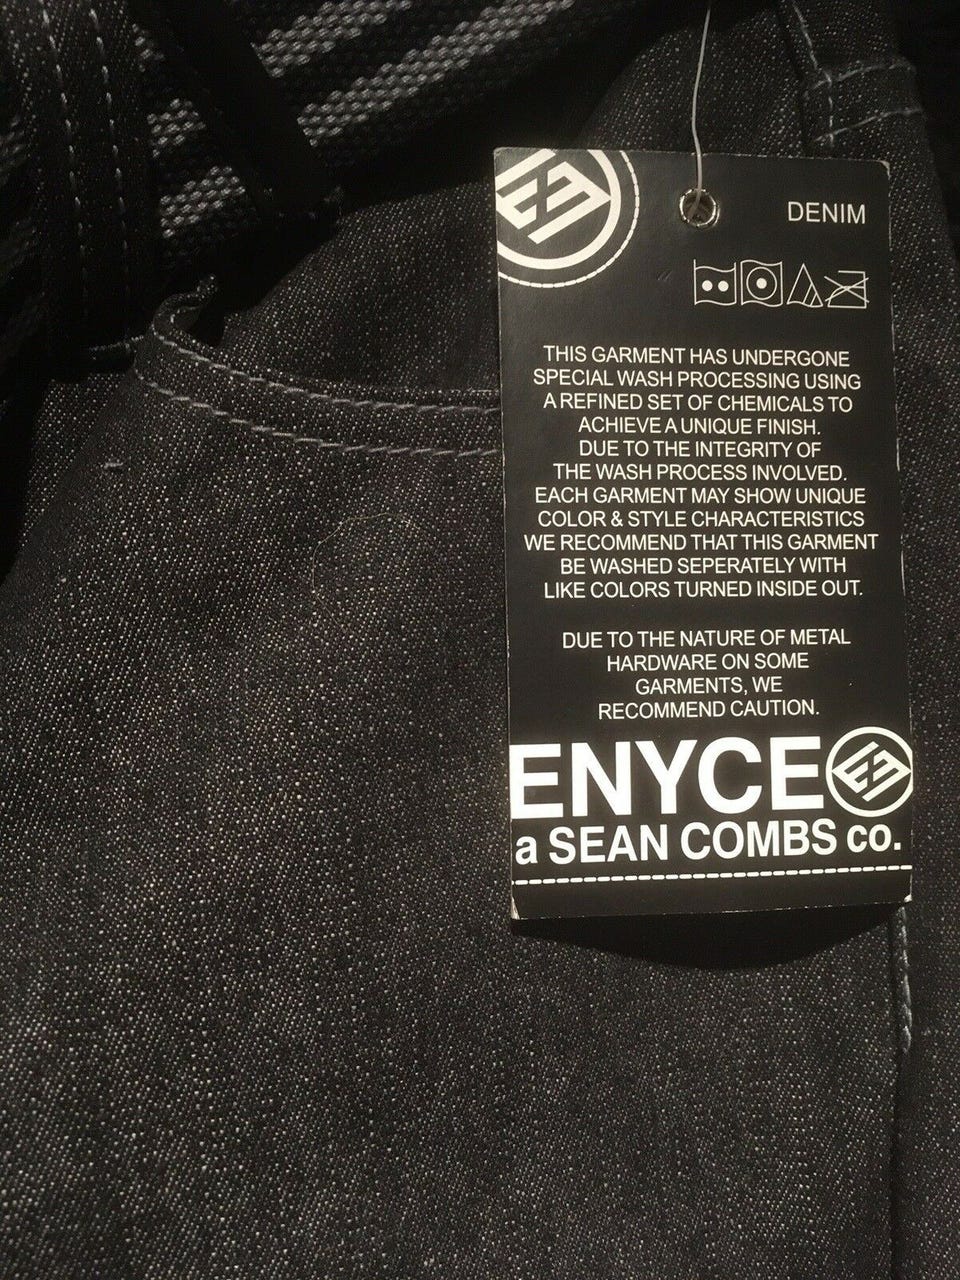 DENIM
THIS GARMENT HAS UNDERGONE
SPECIAL WASH PROCESSING USING
A REFINED SET OF CHEMICALS TO
ACHIEVE A UNIQUE FINISH.
DUE TO THE INTEGRITY OF
THE WASH PROCESS INVOLVED.
EACH GARMENT MAY SHOW UNIQUE
COLOR & STYLE CHARACTERISTICS
WE RECOMMEND THAT THIS GARMENT
BE WASHED SEPERATELY WITH
LIKE COLORS TURNED INSIDE OUT.
DUE TO THE NATURE OF METAL
HARDWARE ON SOME
GARMENTS, WE
RECOMMEND CAUTION.
ENYCE
a SEAN COMBS co.